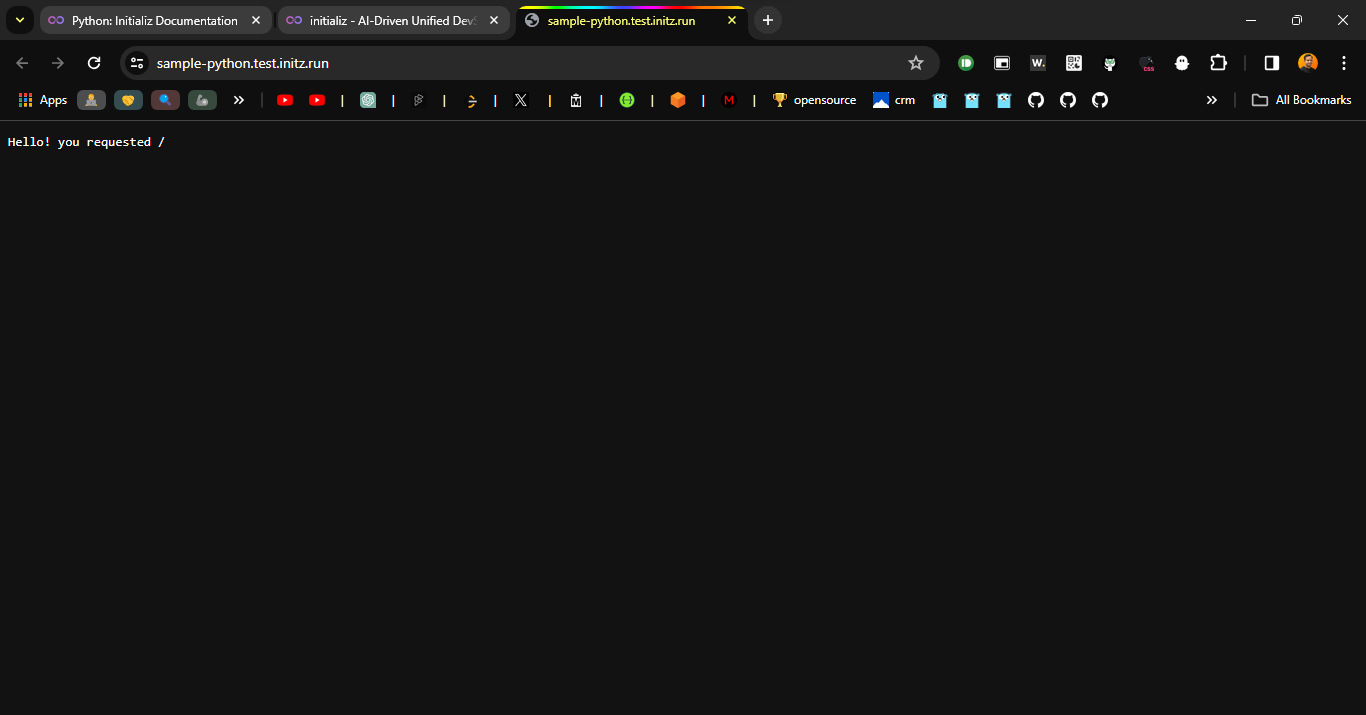 Python: Initializ Documentation
initializ - AI-Driven Unified Dev
sample-python.test.initz.run
sample-python.test.initz.run
Apps
opensource
crm
All Bookmarks
Hello! you requested /